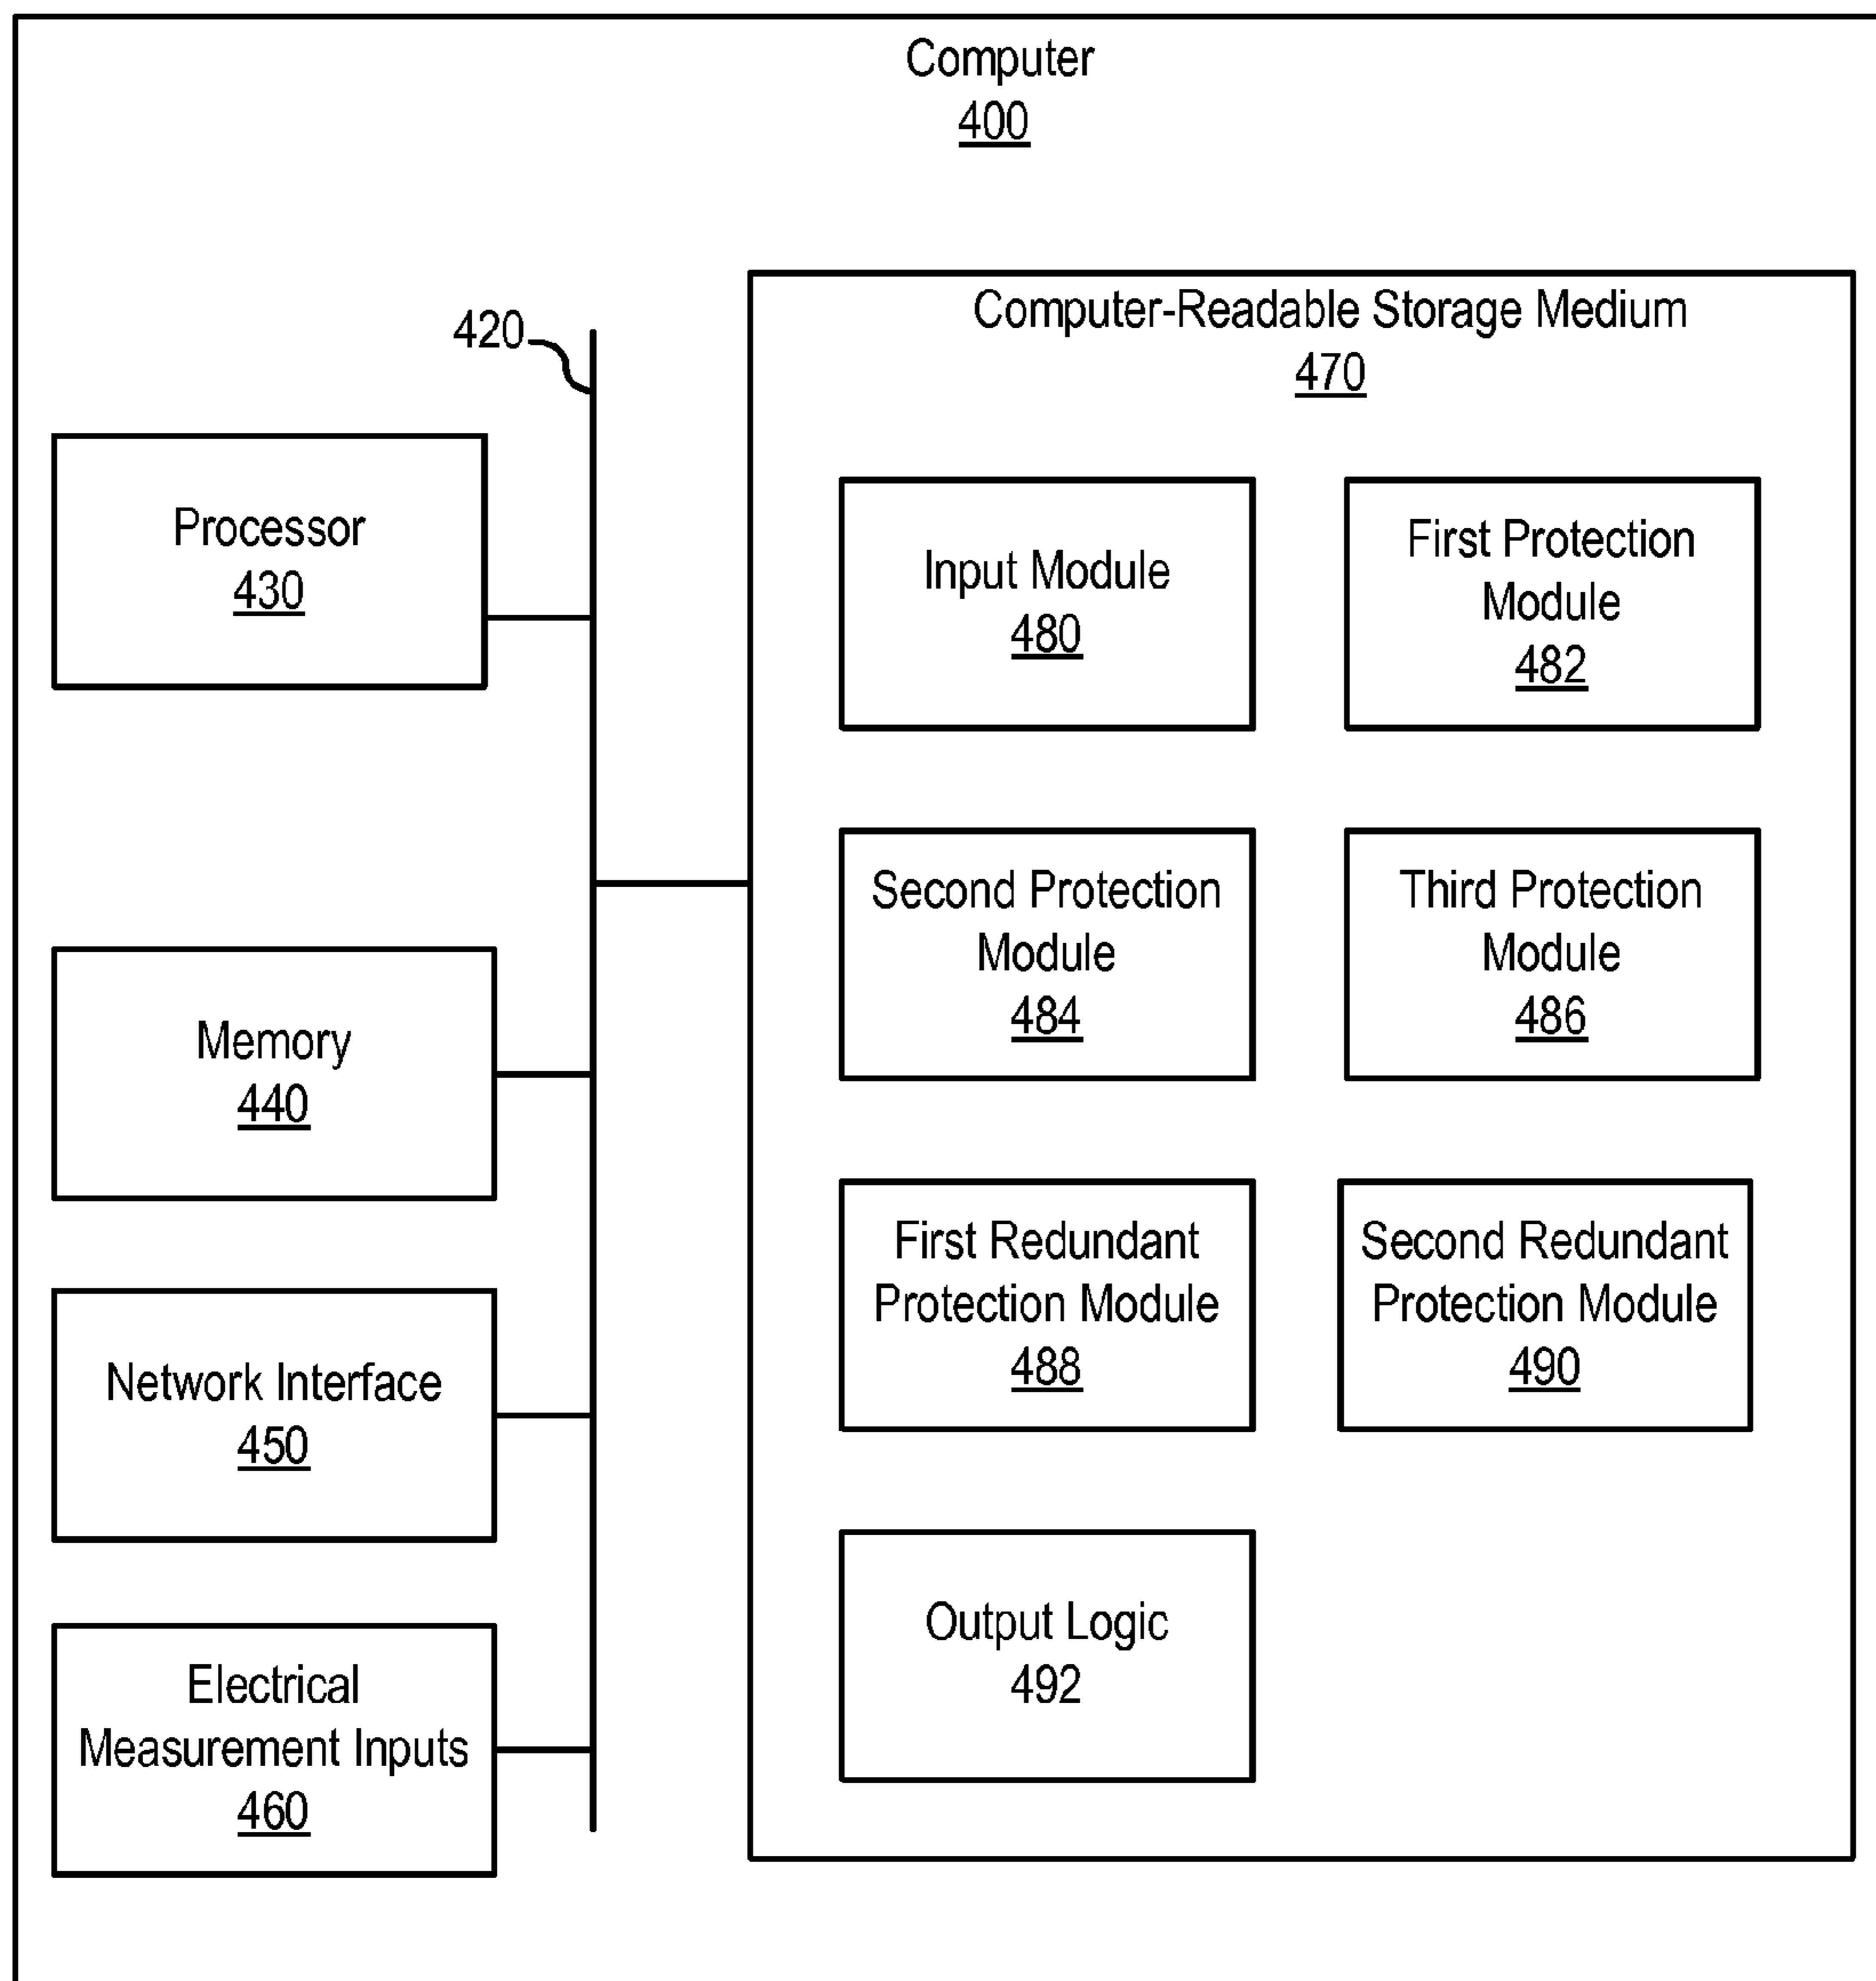 Computer
400
420
Processor
430
Memory
440
Network Interface
450
Electrical
Measurement Inputs
460
Computer-Readable Storage Medium
470
Input Module
480
First Protection
Module
482
Second Protection
Module
484
Third Protection
Module
486
First Redundant
Protection Module
488
Second Redundant
Protection Module
490
Output Logic
492